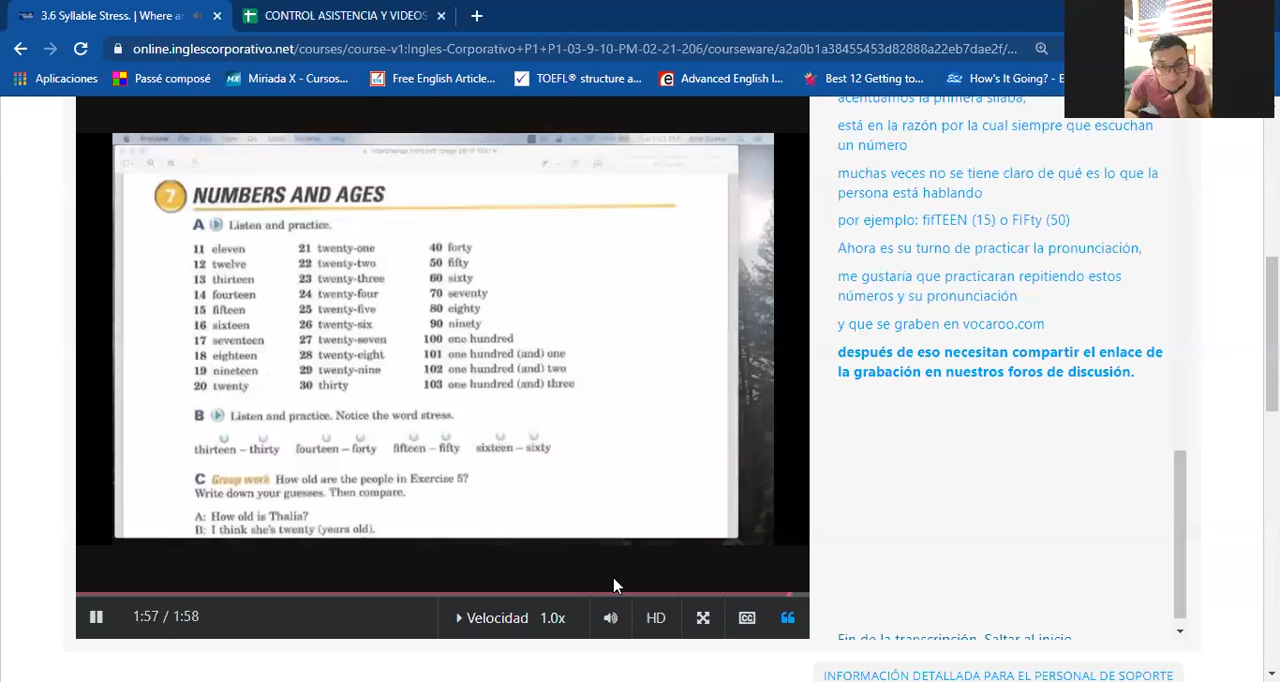 3.6 Syllable Stress. | Where a
CONTROL ASISTENCIA Y VIDEOS
online.inglescorporativo.net/courses/course-v1:Ingles-Corporativo+P1+P1-03-9-10-PM-02-21-206/courseware/a2a0b1a38455453d82888a22eb7dae2f/...
Aplicaciones
Passé composé
Miriada X - Cursos...
Free English Article...
TOEFL® structure a...
Advanced English l...
Best 12 Getting to...
How's It Going? - E
7 NUMBERS AND AGES
A Listen and practice.
11 eleven 21 twenty-one 40 forty
12 twelve 22 twenty-two 50 fifty
13 thirteen 23 twenty-three 60 sixty
14 fourteen 24 twenty-four 70 seventy
15 fifteen 25 twenty-five 80 eighty
16 sixteen 26 twenty-six 90 ninety
17 seventeen 27 twenty-seven 100 one hundred
18 eighteen 28 twenty-eight 101 one hundred (and) one
19 nineteen 29 twenty-nine 102 one hundred (and) two
20 twenty 30 thirty 103 one hundred (and) three
B Listen and practice. Notice the word stress.
thirteen – thirty fourteen – forty fifteen – fifty sixteen – sixty
C Group work How old are the people in Exercise 5?
Write down your guesses. Then compare.
A: How old is Thalia?
B: I think she's twenty (years old).
1:57 / 1:58
Velocidad 1.0x
HD
CC
acentuamos la primera sílaba,
está en la razón por la cual siempre que escuchan
un número
muchas veces no se tiene claro de qué es lo que la
persona está hablando
por ejemplo: fifTEEN (15) o FIFty (50)
Ahora es su turno de practicar la pronunciación,
me gustaría que practicaran repitiendo estos
números y su pronunciación
y que se graben en vocaroo.com
después de eso necesitan compartir el enlace de
la grabación en nuestros foros de discusión.
Fin de la transcripción. Saltar al inicio
INFORMACIÓN DETALLADA PARA EL PERSONAL DE SOPORTE